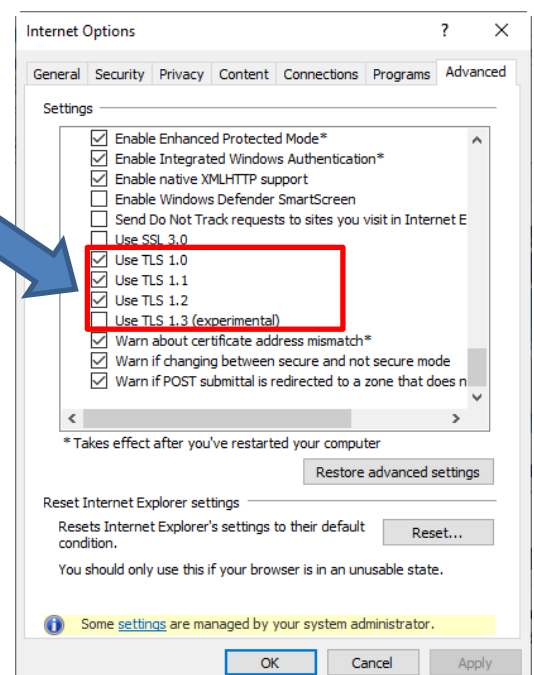 Internet Options ? ×
General Security Privacy Content Connections Programs Advanced
Settings
Enable Enhanced Protected Mode*
Enable Integrated Windows Authentication*
Enable native XMLHTTP support
Enable Windows Defender SmartScreen
Send Do Not Track requests to sites you visit in Internet E
Use SSL 3.0
Use TLS 1.0
Use TLS 1.1
Use TLS 1.2
Use TLS 1.3 (experimental)
Warn about certificate address mismatch*
Warn if changing between secure and not secure mode
Warn if POST submittal is redirected to a zone that does n
*Takes effect after you've restarted your computer
Restore advanced settings
Reset Internet Explorer settings
Resets Internet Explorer's settings to their default
condition.
Reset...
You should only use this if your browser is in an unusable state.
Some settings are managed by your system administrator.
OK Cancel Apply